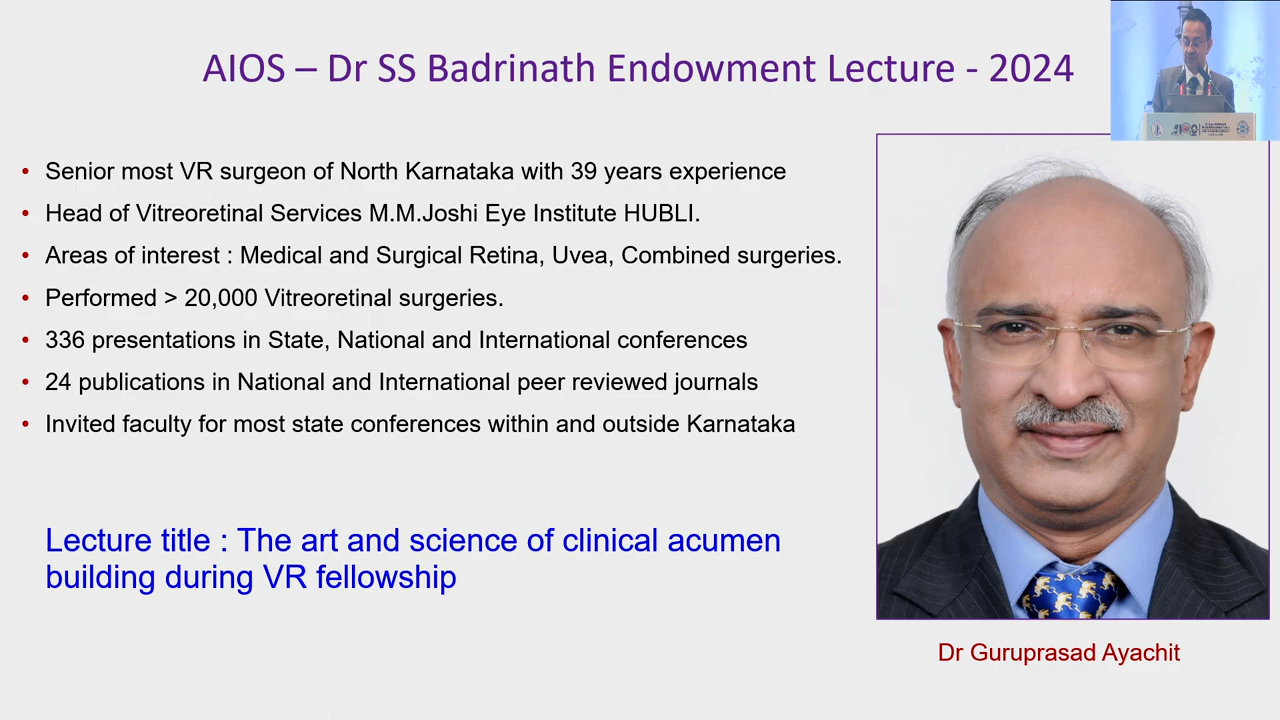 AIOS – Dr SS Badrinath Endowment Lecture - 2024
• Senior most VR surgeon of North Karnataka with 39 years experience
• Head of Vitreoretinal Services M.M.Joshi Eye Institute HUBLI.
• Areas of interest : Medical and Surgical Retina, Uvea, Combined surgeries.
• Performed > 20,000 Vitreoretinal surgeries.
• 336 presentations in State, National and International conferences
• 24 publications in National and International peer reviewed journals
• Invited faculty for most state conferences within and outside Karnataka
Lecture title : The art and science of clinical acumen
building during VR fellowship
Dr Guruprasad Ayachit